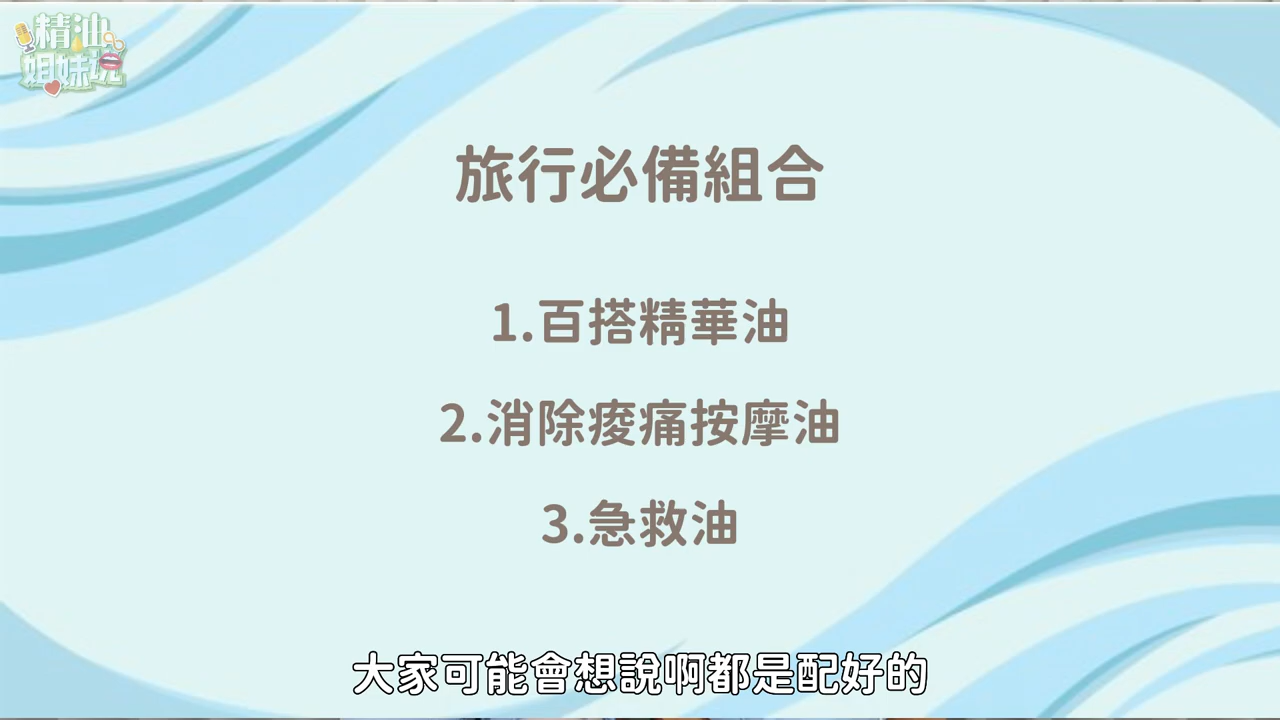 精油
姐妹説
旅行必備組合
1.百搭精華油
2.消除痠痛按摩油
3.急救油
大家可能會想說啊都是配好的